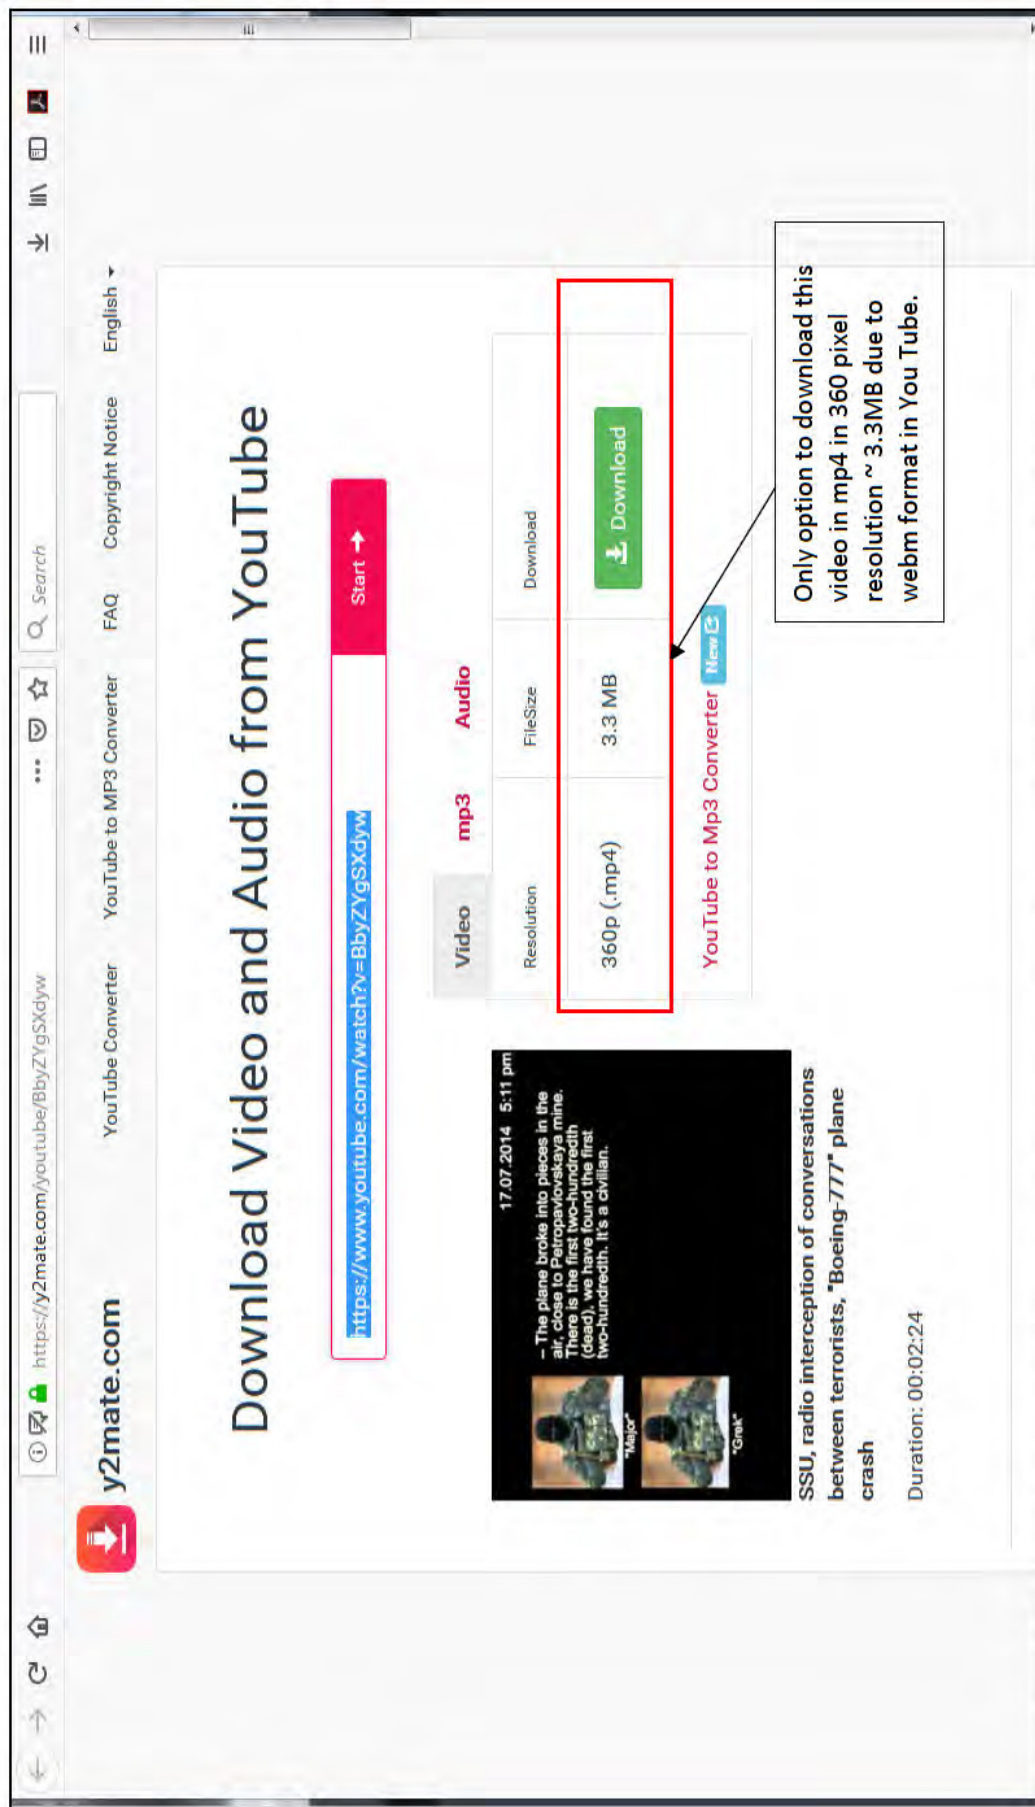 https://y2mate.com/youtube/BbyZYgSXdyw
Search
y2mate.com
YouTube Converter
YouTube to MP3 Converter
FAQ
Copyright Notice
English
Download Video and Audio from YouTube
https://www.youtube.com/watch?v=BbyZYgSXdyw
Start
17.07.2014 5:11 pm
– The plane broke into pieces in the
air, close to Petropavlovskaya mine.
There is the first two-hundredth
(dead), we have found the first
two-hundredth. It's a civilian.
"Major"
"Grek"
SSU, radio interception of conversations
between terrorists, "Boeing-777" plane
crash
Duration: 00:02:24
Video
mp3
Audio
Resolution
FileSize
Download
360p (.mp4)
3.3 MB
Download
YouTube to Mp3 Converter
New
Only option to download this
video in mp4 in 360 pixel
resolution ~ 3.3MB due to
webm format in You Tube.